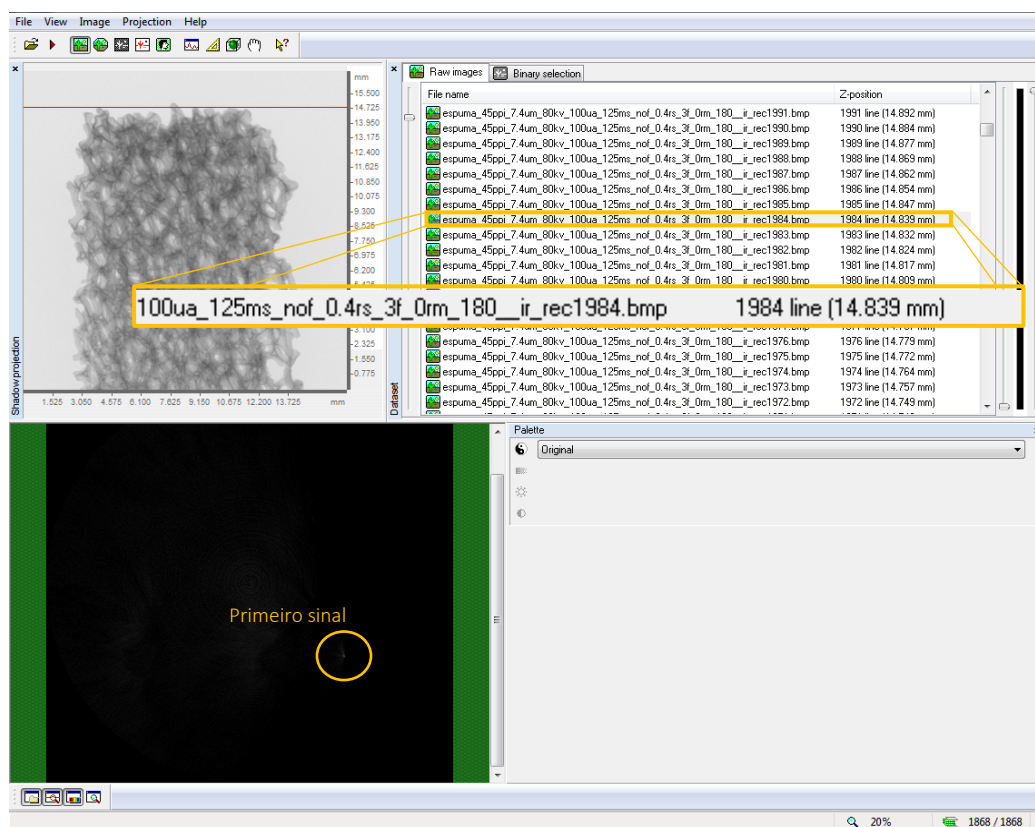 File View Image Projection Help
mm
15.500
14.725
13.950
13.175
12.400
11.625
10.850
10.075
9.300
8.525
7.750
6.975
6.200
3.100
2.325
1.550
0.775
1.525 3.050 4.575 6.100 7.625 9.150 10.675 12.200 13.725 mm
Shadow projection
Raw images Binary selection
File name Z-position
espuma_45ppi_7.4um_80kv_100ua_125ms_nof_0.4rs_3f_0rm_180__ir_rec1991.bmp 1991 line (14.892 mm)
espuma_45ppi_7.4um_80kv_100ua_125ms_nof_0.4rs_3f_0rm_180__ir_rec1990.bmp 1990 line (14.884 mm)
espuma_45ppi_7.4um_80kv_100ua_125ms_nof_0.4rs_3f_0rm_180__ir_rec1989.bmp 1989 line (14.877 mm)
espuma_45ppi_7.4um_80kv_100ua_125ms_nof_0.4rs_3f_0rm_180__ir_rec1988.bmp 1988 line (14.869 mm)
espuma_45ppi_7.4um_80kv_100ua_125ms_nof_0.4rs_3f_0rm_180__ir_rec1987.bmp 1987 line (14.862 mm)
espuma_45ppi_7.4um_80kv_100ua_125ms_nof_0.4rs_3f_0rm_180__ir_rec1986.bmp 1986 line (14.854 mm)
espuma_45ppi_7.4um_80kv_100ua_125ms_nof_0.4rs_3f_0rm_180__ir_rec1985.bmp 1985 line (14.847 mm)
espuma_45ppi_7.4um_80kv_100ua_125ms_nof_0.4rs_3f_0rm_180__ir_rec1984.bmp 1984 line (14.839 mm)
espuma_45ppi_7.4um_80kv_100ua_125ms_nof_0.4rs_3f_0rm_180__ir_rec1983.bmp 1983 line (14.832 mm)
espuma_45ppi_7.4um_80kv_100ua_125ms_nof_0.4rs_3f_0rm_180__ir_rec1982.bmp 1982 line (14.824 mm)
espuma_45ppi_7.4um_80kv_100ua_125ms_nof_0.4rs_3f_0rm_180__ir_rec1981.bmp 1981 line (14.817 mm)
espuma_45ppi_7.4um_80kv_100ua_125ms_nof_0.4rs_3f_0rm_180__ir_rec1980.bmp 1980 line (14.809 mm)
100ua_125ms_nof_0.4rs_3f_0rm_180__ir_rec1984.bmp 1984 line (14.839 mm)
espuma_45ppi_7.4um_80kv_100ua_125ms_nof_0.4rs_3f_0rm_180__ir_rec1976.bmp 1976 line (14.779 mm)
espuma_45ppi_7.4um_80kv_100ua_125ms_nof_0.4rs_3f_0rm_180__ir_rec1975.bmp 1975 line (14.772 mm)
espuma_45ppi_7.4um_80kv_100ua_125ms_nof_0.4rs_3f_0rm_180__ir_rec1974.bmp 1974 line (14.764 mm)
espuma_45ppi_7.4um_80kv_100ua_125ms_nof_0.4rs_3f_0rm_180__ir_rec1973.bmp 1973 line (14.757 mm)
espuma_45ppi_7.4um_80kv_100ua_125ms_nof_0.4rs_3f_0rm_180__ir_rec1972.bmp 1972 line (14.749 mm)
Dataset
Palette
Original
Primeiro sinal
20% 1868 / 1868